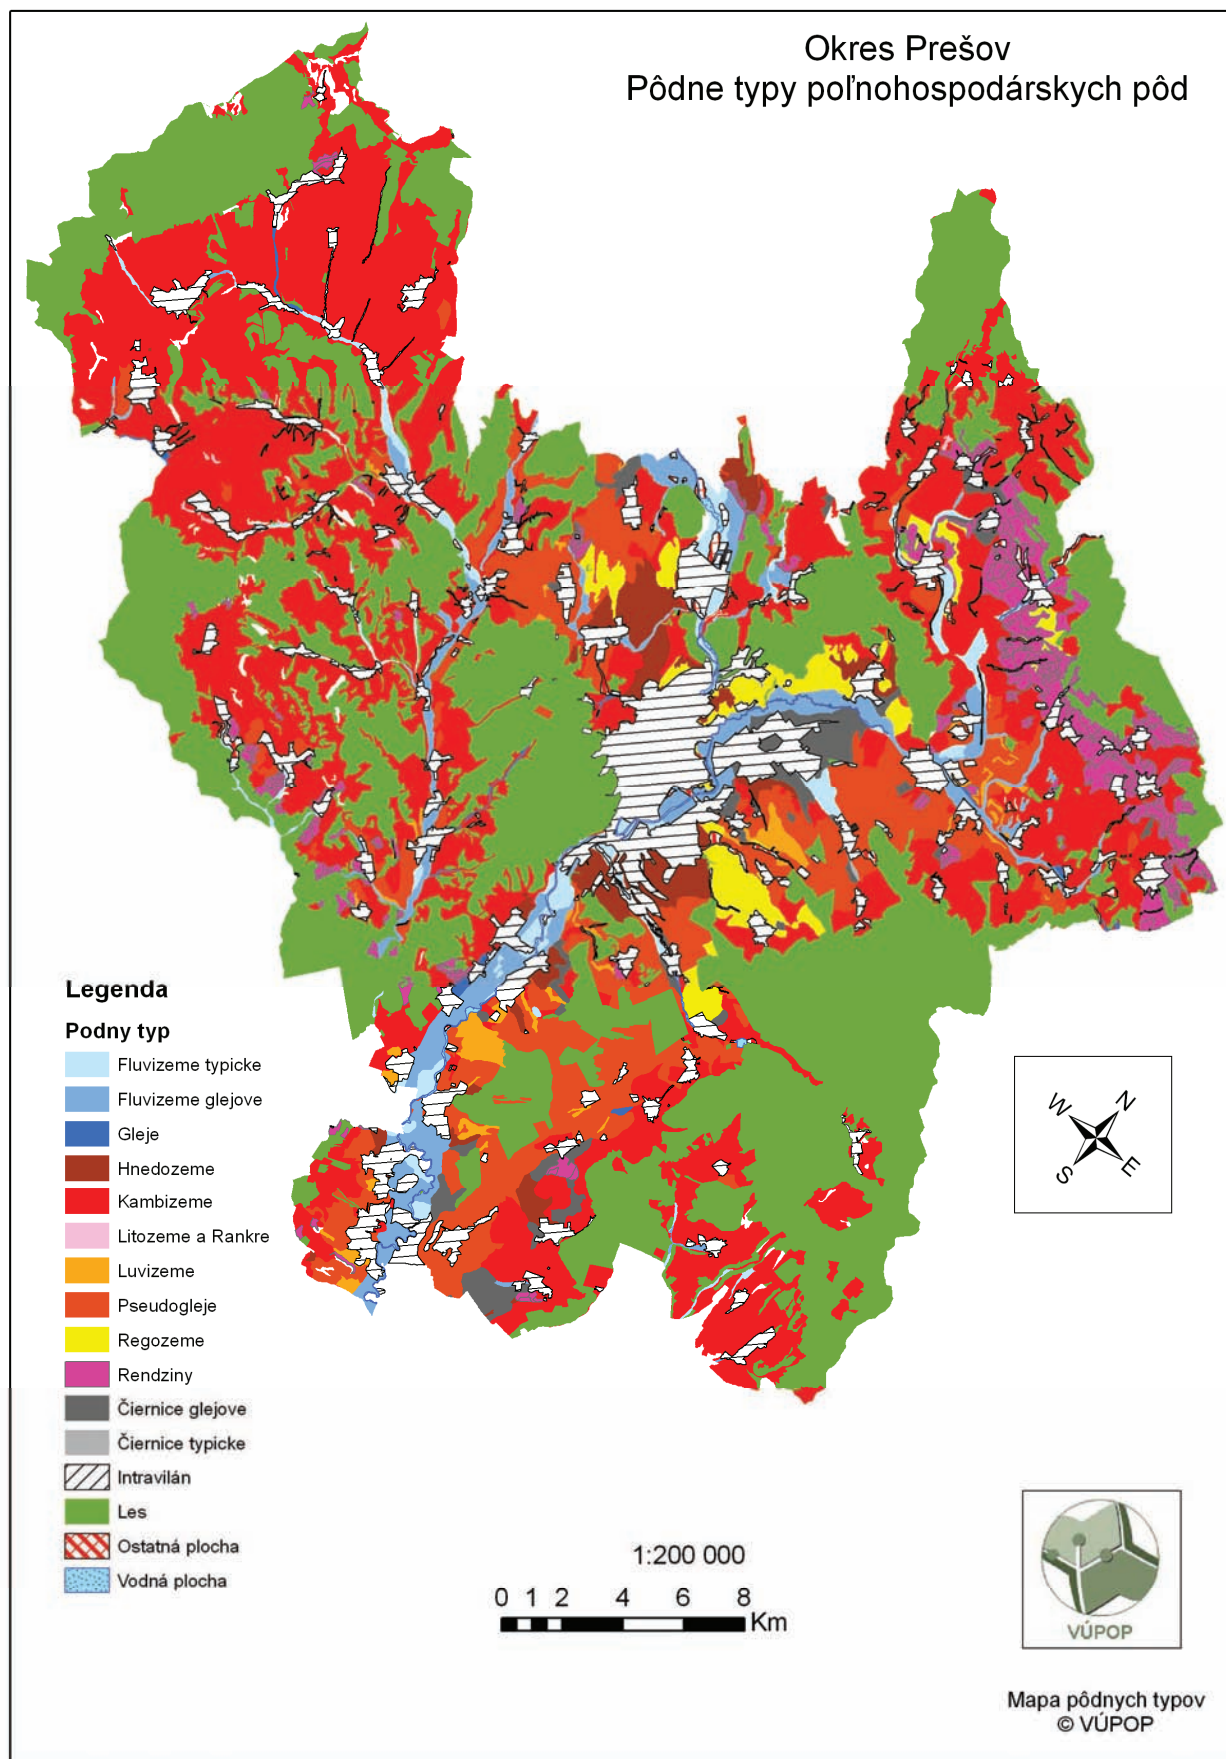 Okres Prešov
Pôdne typy poľnohospodárskych pôd
Legenda
Podny typ
Fluvizeme typicke
Fluvizeme glejove
Gleje
Hnedozeme
Kambizeme
Litozeme a Rankre
Luvizeme
Pseudogleje
Regozeme
Rendziny
Čiernice glejove
Čiernice typicke
Intravilán
Les
Ostatná plocha
Vodná plocha
W N
S E
1:200 000
0 1 2 4 6 8
Km
VÚPOP
Mapa pôdnych typov
© VÚPOP